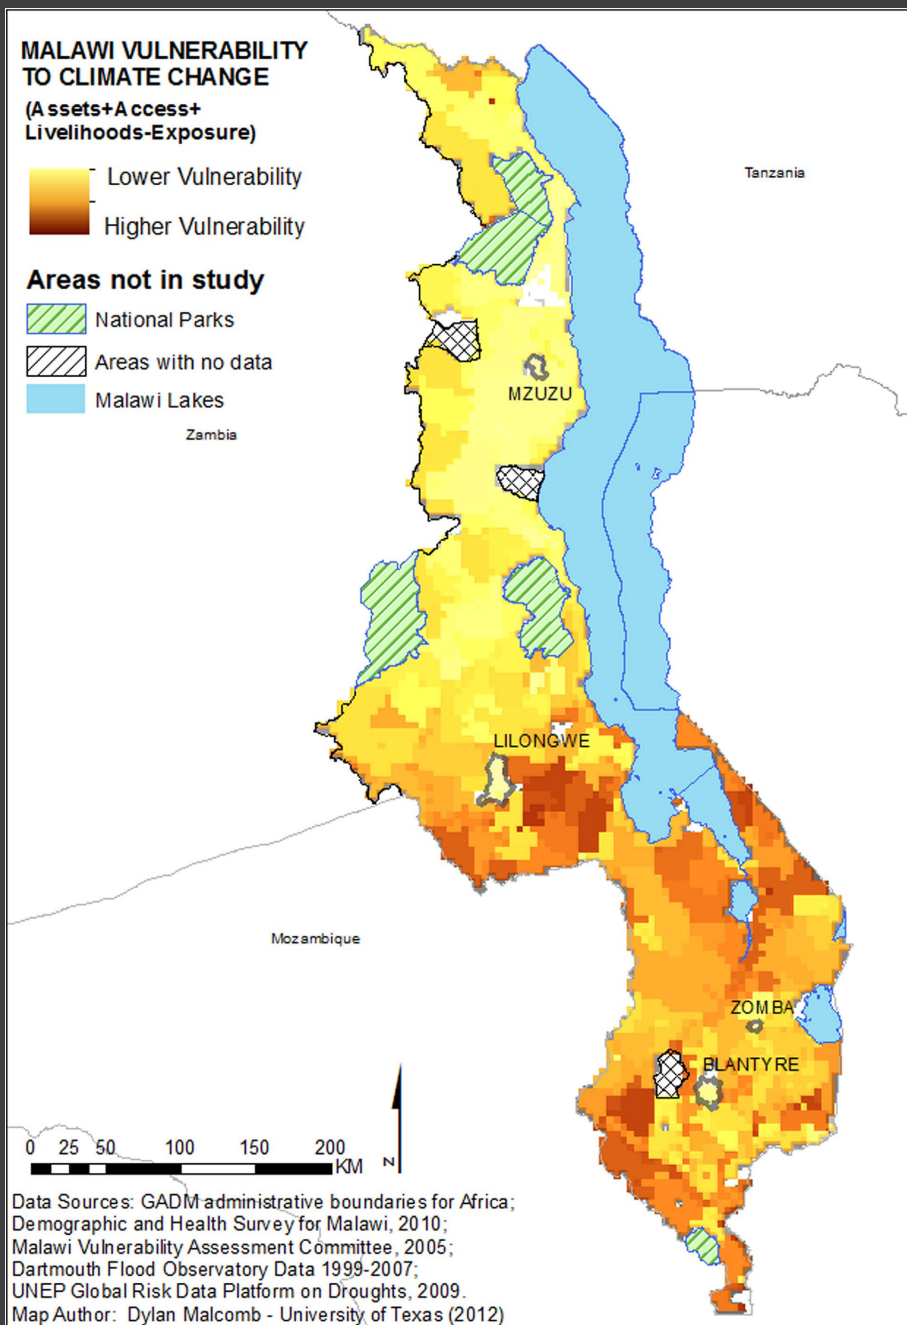 MALAWI VULNERABILITY
TO CLIMATE CHANGE
(Assets+Access+
Livelihoods-Exposure)
Lower Vulnerability
Higher Vulnerability
Areas not in study
National Parks
Areas with no data
Malawi Lakes
Tanzania
Zambia
MZUZU
LILONGWE
Mozambique
ZOMBA
BLANTYRE
0 25 50 100 150 200
KM
N
Data Sources: GADM administrative boundaries for Africa;
Demographic and Health Survey for Malawi, 2010;
Malawi Vulnerability Assessment Committee, 2005;
Dartmouth Flood Observatory Data 1999-2007;
UNEP Global Risk Data Platform on Droughts, 2009.
Map Author: Dylan Malcomb - University of Texas (2012)